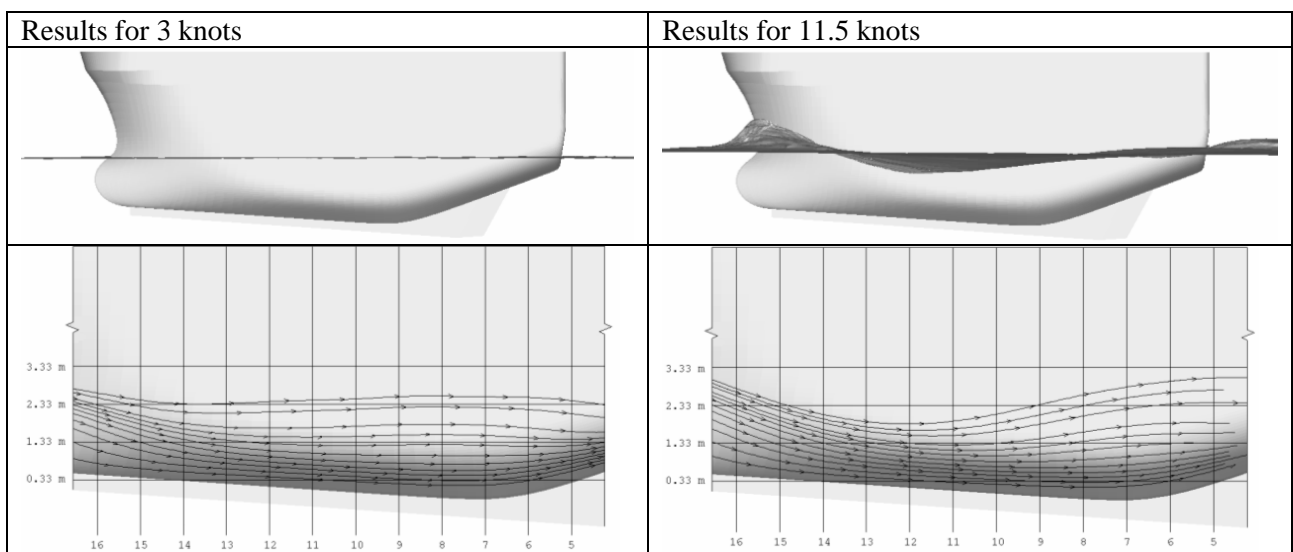 Results for 3 knots
Results for 11.5 knots
3.33 m
2.33 m
1.33 m
0.33 m
16 15 14 13 12 11 10 9 8 7 6 5
3.33 m
2.33 m
1.33 m
0.33 m
16 15 14 13 12 11 10 9 8 7 6 5